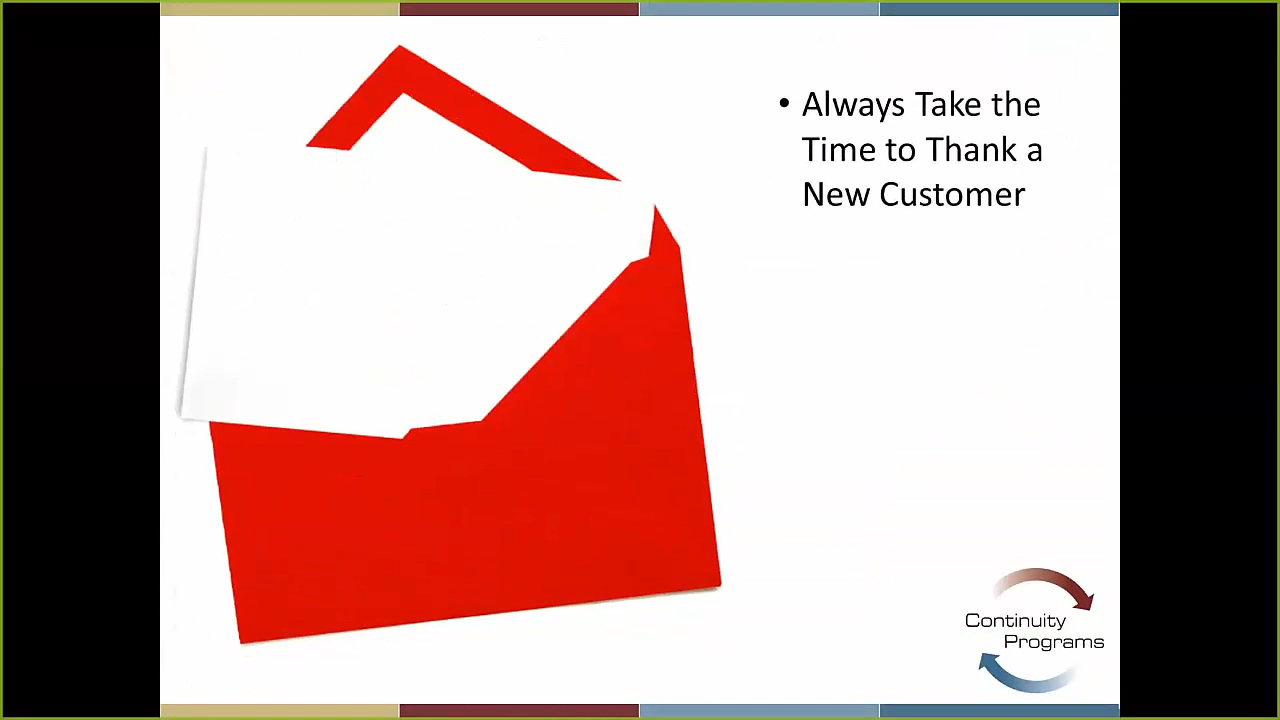 • Always Take the
Time to Thank a
New Customer
Continuity
Programs